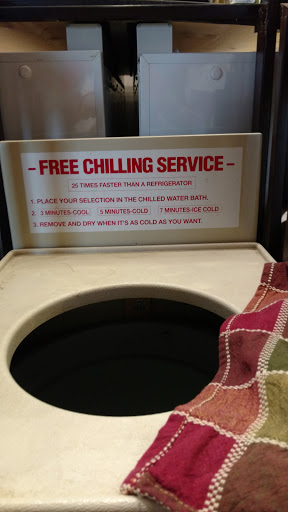 - FREE CHILLING SERVICE -
25 TIMES FASTER THAN A REFRIGERATOR
1. PLACE YOUR SELECTION IN THE CHILLED WATER BATH.
2. 3 MINUTES-COOL 5 MINUTES-COLD 7 MINUTES-ICE COLD
3. REMOVE AND DRY WHEN IT'S AS COLD AS YOU WANT.